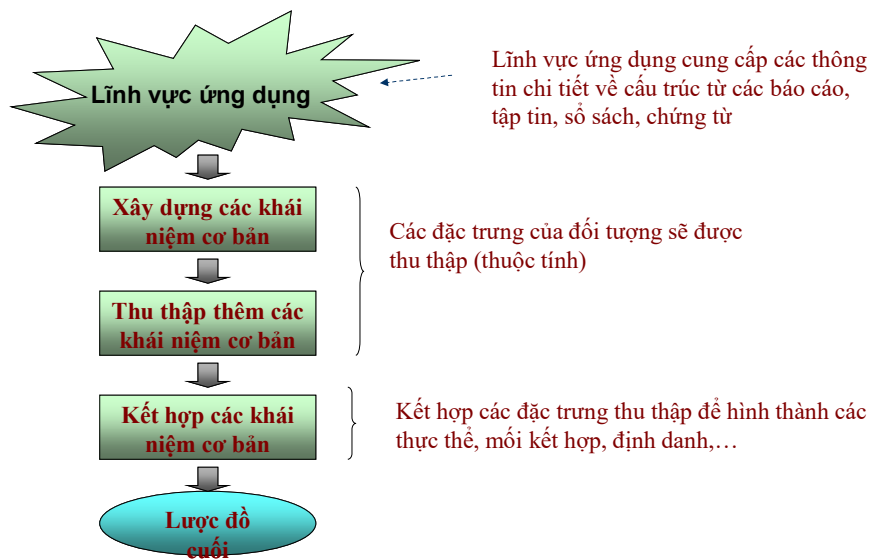 Lĩnh vực ứng dụng
Lĩnh vực ứng dụng cung cấp các thông
tin chi tiết về cấu trúc từ các báo cáo,
tập tin, sổ sách, chứng từ
Xây dựng các khái
niệm cơ bản
Các đặc trưng của đối tượng sẽ được
thu thập (thuộc tính)
Thu thập thêm các
khái niệm cơ bản
Kết hợp các khái
niệm cơ bản
Kết hợp các đặc trưng thu thập để hình thành các
thực thể, mối kết hợp, định danh,…
Lược đồ
cuối